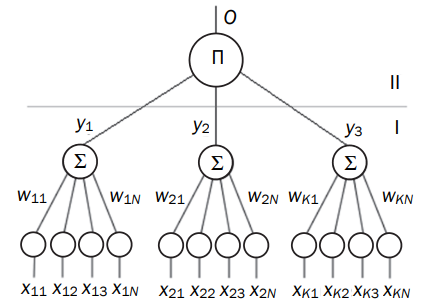 O
Π
II
y₁ y₂ y₃ I
Σ Σ Σ
w₁₁ w₁N w₂₁ w₂N wK₁ wKN
x₁₁ x₁₂ x₁₃ x₁N x₂₁ x₂₂ x₂₃ x₂N xK₁ xK₂ xK₃ xKN